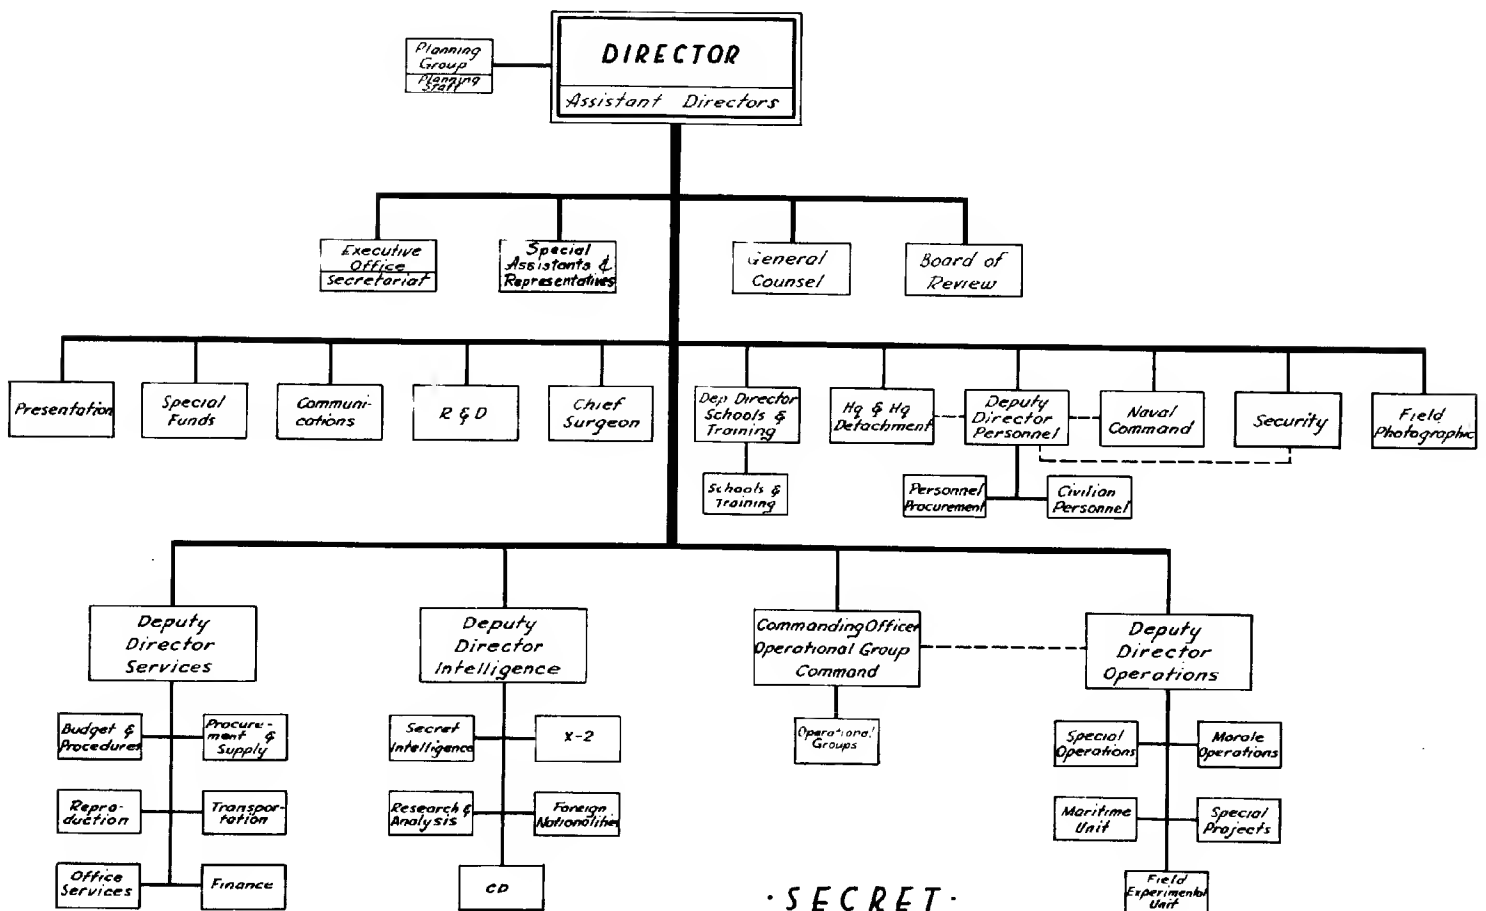 Planning
Group
Planning
Staff
DIRECTOR
Assistant Directors
Executive
Office
Secretariat
Special
Assistants &
Representatives
General
Counsel
Board of
Review
Presentation
Special
Funds
Communi-
cations
R & D
Chief
Surgeon
Dep Director
Schools &
Training
Hq & Hq
Detachment
Deputy
Director
Personnel
Naval
Command
Security
Field
Photographic
Schools &
Training
Personnel
Procurement
Civilian
Personnel
Deputy
Director
Services
Deputy
Director
Intelligence
Commanding Officer
Operational Group
Command
Deputy
Director
Operations
Budget &
Procedures
Procure-
ment &
Supply
Secret
Intelligence
X-2
Operational
Groups
Special
Operations
Morale
Operations
Repro-
duction
Transpor-
tation
Research &
Analysis
Foreign
Nationalities
Maritime
Unit
Special
Projects
Office
Services
Finance
CD
Field
Experimental
Unit
· SECRET ·